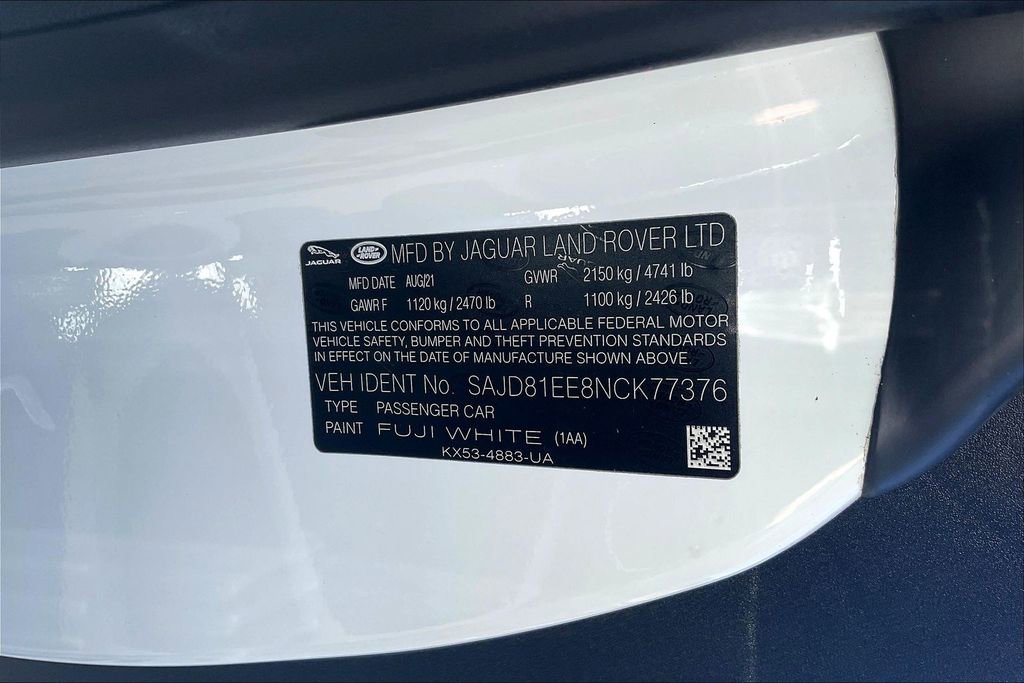 JAGUAR LAND ROVER MFD BY JAGUAR LAND ROVER LTD
MFD DATE AUG/21 GVWR 2150 kg / 4741 lb
GAWR F 1120 kg / 2470 lb R 1100 kg / 2426 lb
THIS VEHICLE CONFORMS TO ALL APPLICABLE FEDERAL MOTOR
VEHICLE SAFETY, BUMPER AND THEFT PREVENTION STANDARDS
IN EFFECT ON THE DATE OF MANUFACTURE SHOWN ABOVE.
VEH IDENT No. SAJD81EE8NCK77376
TYPE PASSENGER CAR
PAINT FUJI WHITE (1AA)
KX53-4883-UA